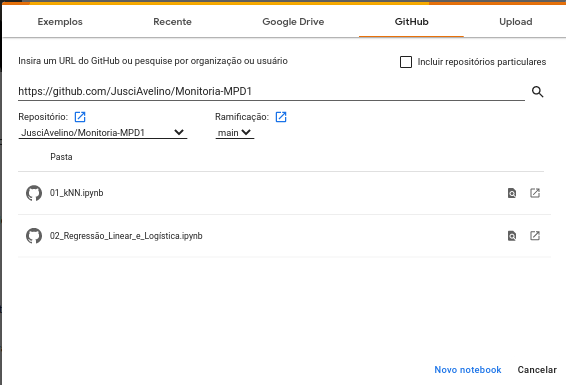 Exemplos Recente Google Drive GitHub Upload
Insira um URL do GitHub ou pesquise por organização ou usuário Incluir repositórios particulares
https://github.com/JusciAvelino/Monitoria-MPD1
Repositório: Ramificação:
JusciAvelino/Monitoria-MPD1 main
Pasta
01_kNN.ipynb
02_Regressão_Linear_e_Logística.ipynb
Novo notebook Cancelar